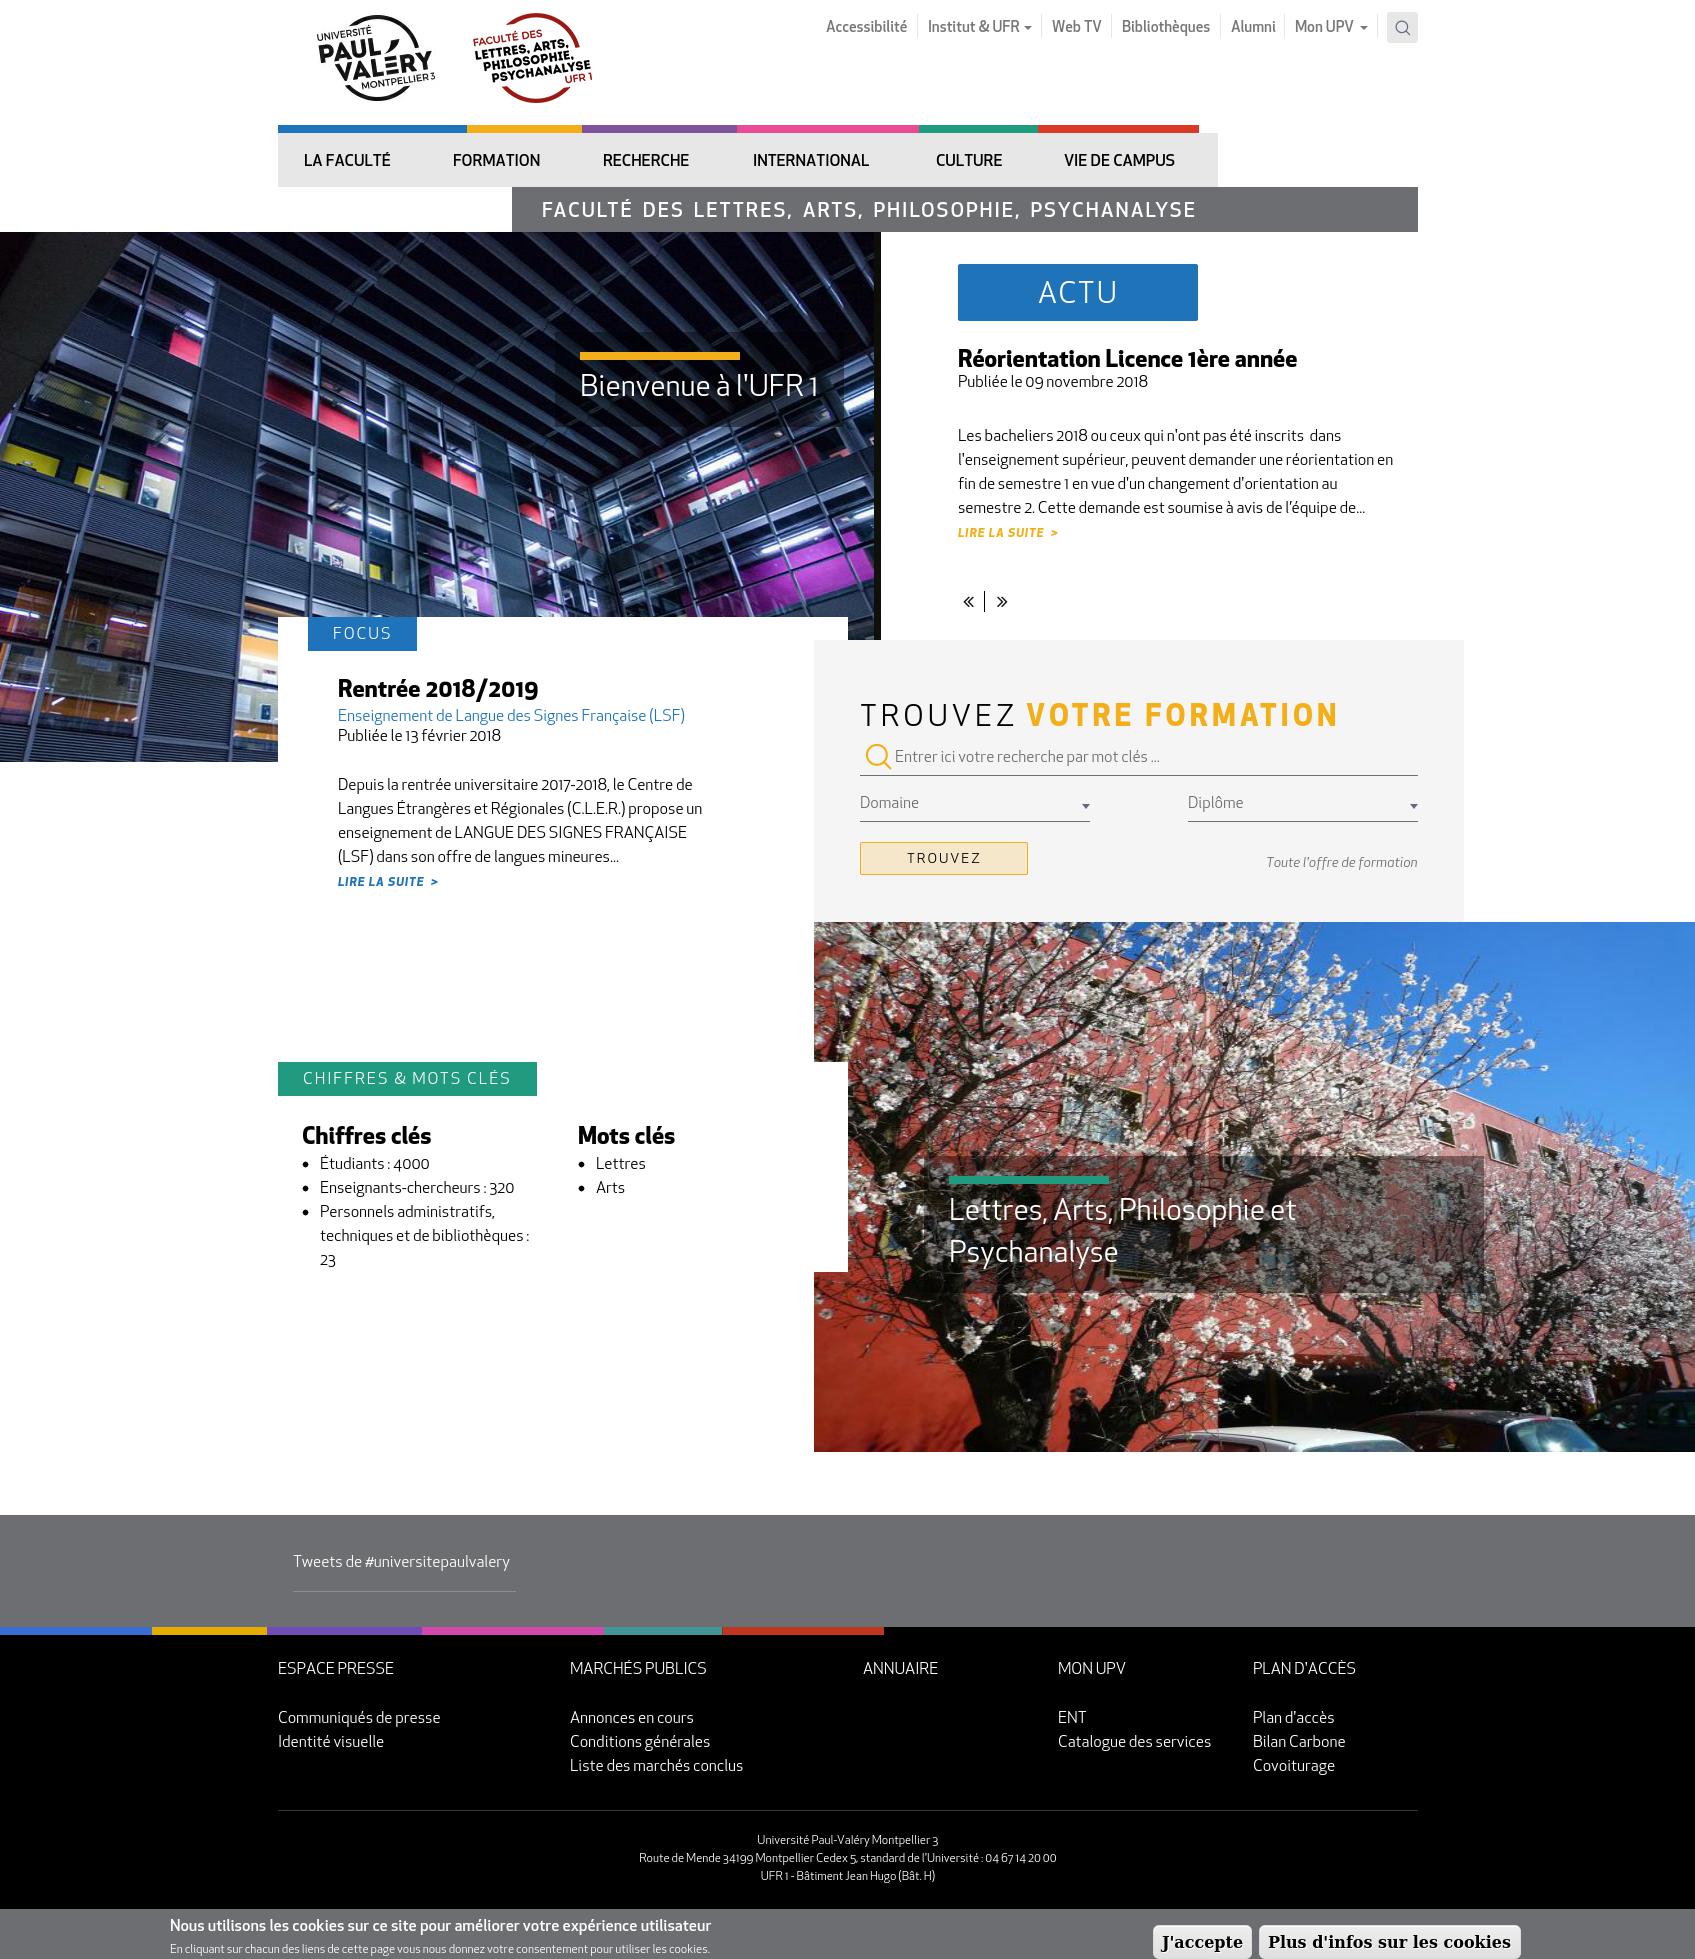 UNIVERSITÉ
PAUL
VALÉRY
MONTPELLIER 3
FACULTÉ DES
LETTRES, ARTS,
PHILOSOPHIE,
PSYCHANALYSE
UFR 1
Accessibilité
Institut & UFR
Web TV
Bibliothèques
Alumni
Mon UPV
LA FACULTÉ
FORMATION
RECHERCHE
INTERNATIONAL
CULTURE
VIE DE CAMPUS
FACULTÉ DES LETTRES, ARTS, PHILOSOPHIE, PSYCHANALYSE
Bienvenue à l'UFR 1
ACTU
Réorientation Licence 1ère année
Publiée le 09 novembre 2018
Les bacheliers 2018 ou ceux qui n'ont pas été inscrits  dans
l'enseignement supérieur, peuvent demander une réorientation en
fin de semestre 1 en vue d'un changement d'orientation au
semestre 2. Cette demande est soumise à avis de l’équipe de...
LIRE LA SUITE >
« | »
FOCUS
Rentrée 2018/2019
Enseignement de Langue des Signes Française (LSF)
Publiée le 13 février 2018
Depuis la rentrée universitaire 2017-2018, le Centre de
Langues Étrangères et Régionales (C.L.E.R.) propose un
enseignement de LANGUE DES SIGNES FRANÇAISE
(LSF) dans son offre de langues mineures...
LIRE LA SUITE >
TROUVEZ VOTRE FORMATION
Entrer ici votre recherche par mot clés ...
Domaine
Diplôme
TROUVEZ
Toute l'offre de formation
CHIFFRES & MOTS CLÉS
Chiffres clés
Étudiants : 4000
Enseignants-chercheurs : 320
Personnels administratifs,
techniques et de bibliothèques :
23
Mots clés
Lettres
Arts
Lettres, Arts, Philosophie et
Psychanalyse
Tweets de #universitepaulvalery
ESPACE PRESSE
Communiqués de presse
Identité visuelle
MARCHÉS PUBLICS
Annonces en cours
Conditions générales
Liste des marchés conclus
ANNUAIRE
MON UPV
ENT
Catalogue des services
PLAN D'ACCÈS
Plan d'accès
Bilan Carbone
Covoiturage
Université Paul-Valéry Montpellier 3
Route de Mende 34199 Montpellier Cedex 5, standard de l'Université : 04 67 14 20 00
UFR 1 - Bâtiment Jean Hugo (Bât. H)
Nous utilisons les cookies sur ce site pour améliorer votre expérience utilisateur
En cliquant sur chacun des liens de cette page vous nous donnez votre consentement pour utiliser les cookies.
J'accepte
Plus d'infos sur les cookies